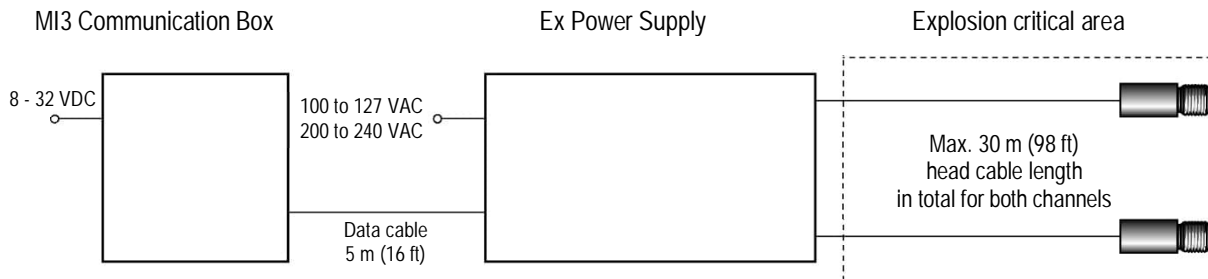 MI3 Communication Box
Ex Power Supply
Explosion critical area
8 - 32 VDC
100 to 127 VAC
200 to 240 VAC
Max. 30 m (98 ft)
head cable length
in total for both channels
Data cable
5 m (16 ft)